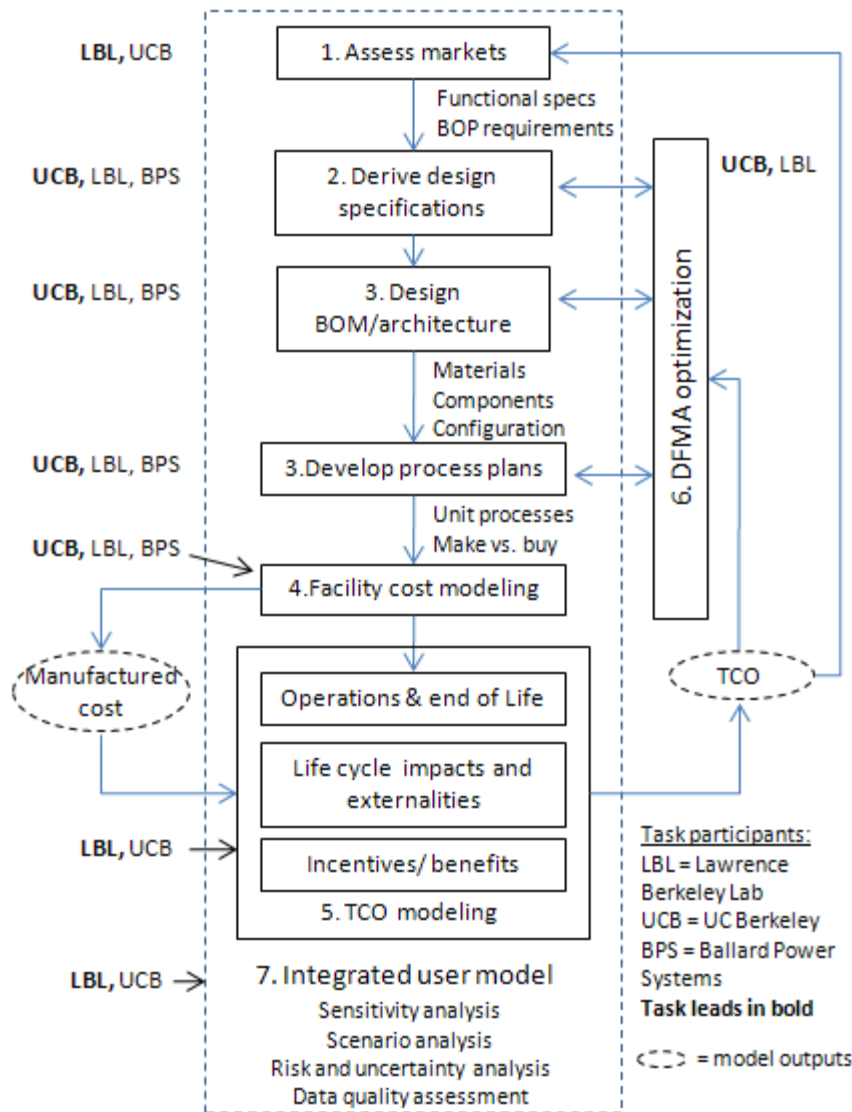 LBL, UCB
1. Assess markets
Functional specs
BOP requirements
UCB, LBL, BPS
2. Derive design
specifications
UCB, LBL
UCB, LBL, BPS
3. Design
BOM/architecture
6. DFMA optimization
Materials
Components
Configuration
UCB, LBL, BPS
3.Develop process plans
Unit processes
Make vs. buy
UCB, LBL, BPS
4.Facility cost modeling
Manufactured
cost
TCO
Operations & end of Life
Life cycle impacts and
externalities
LBL, UCB
Incentives/ benefits
5. TCO modeling
LBL, UCB
7. Integrated user model
Sensitivity analysis
Scenario analysis
Risk and uncertainty analysis
Data quality assessment
Task participants:
LBL = Lawrence
Berkeley Lab
UCB = UC Berkeley
BPS = Ballard Power
Systems
Task leads in bold
= model outputs